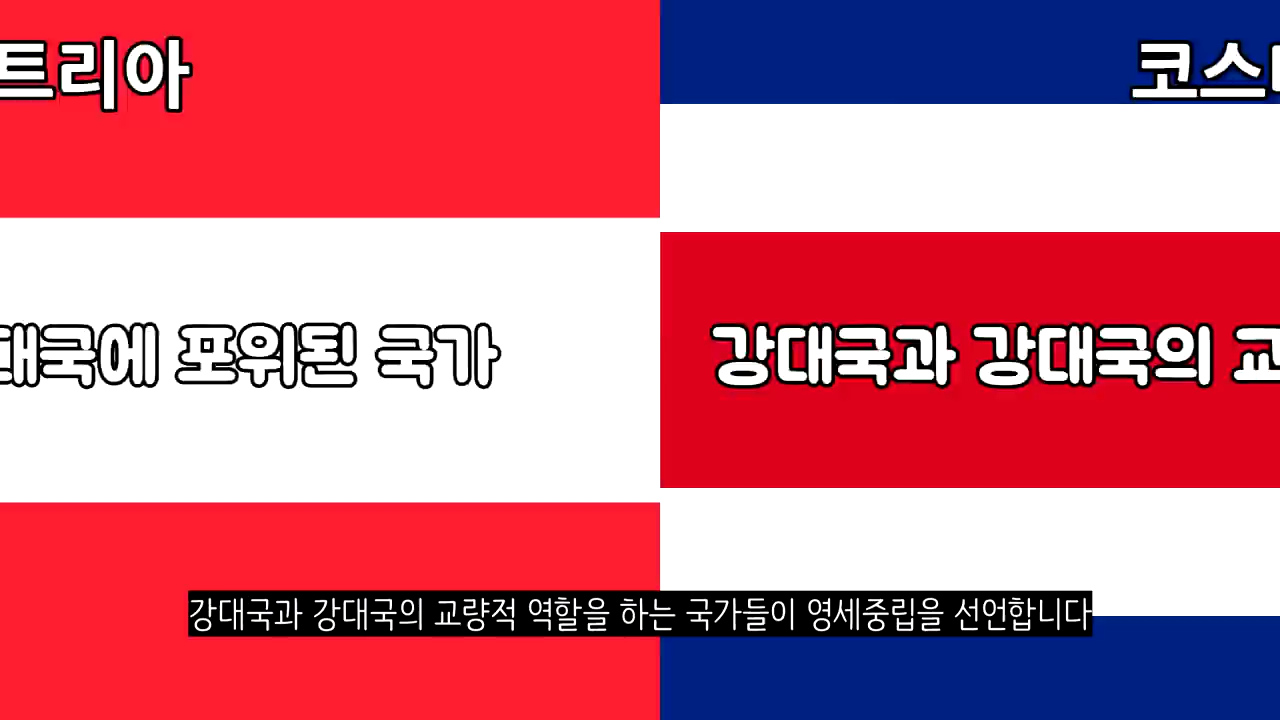 트리아
코스
대국에 포위된 국가
강대국과 강대국의 교
강대국과 강대국의 교량적 역할을 하는 국가들이 영세중립을 선언합니다